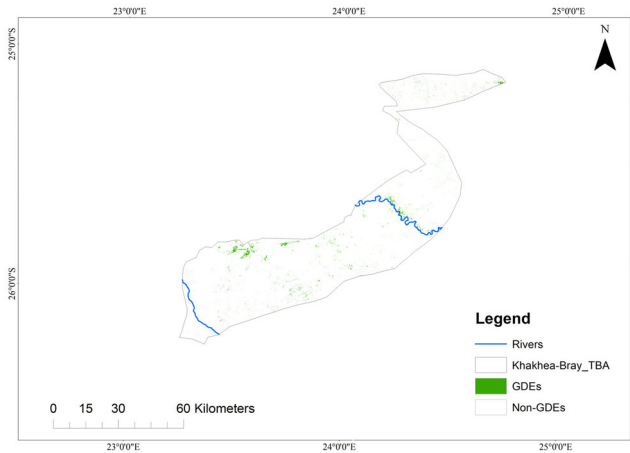 23°0'0"E 24°0'0"E 25°0'0"E
25°0'0"S
N
26°0'0"S
Legend
Rivers
Khakhea-Bray_TBA
GDEs
Non-GDEs
0 15 30 60 Kilometers
23°0'0"E 24°0'0"E 25°0'0"E